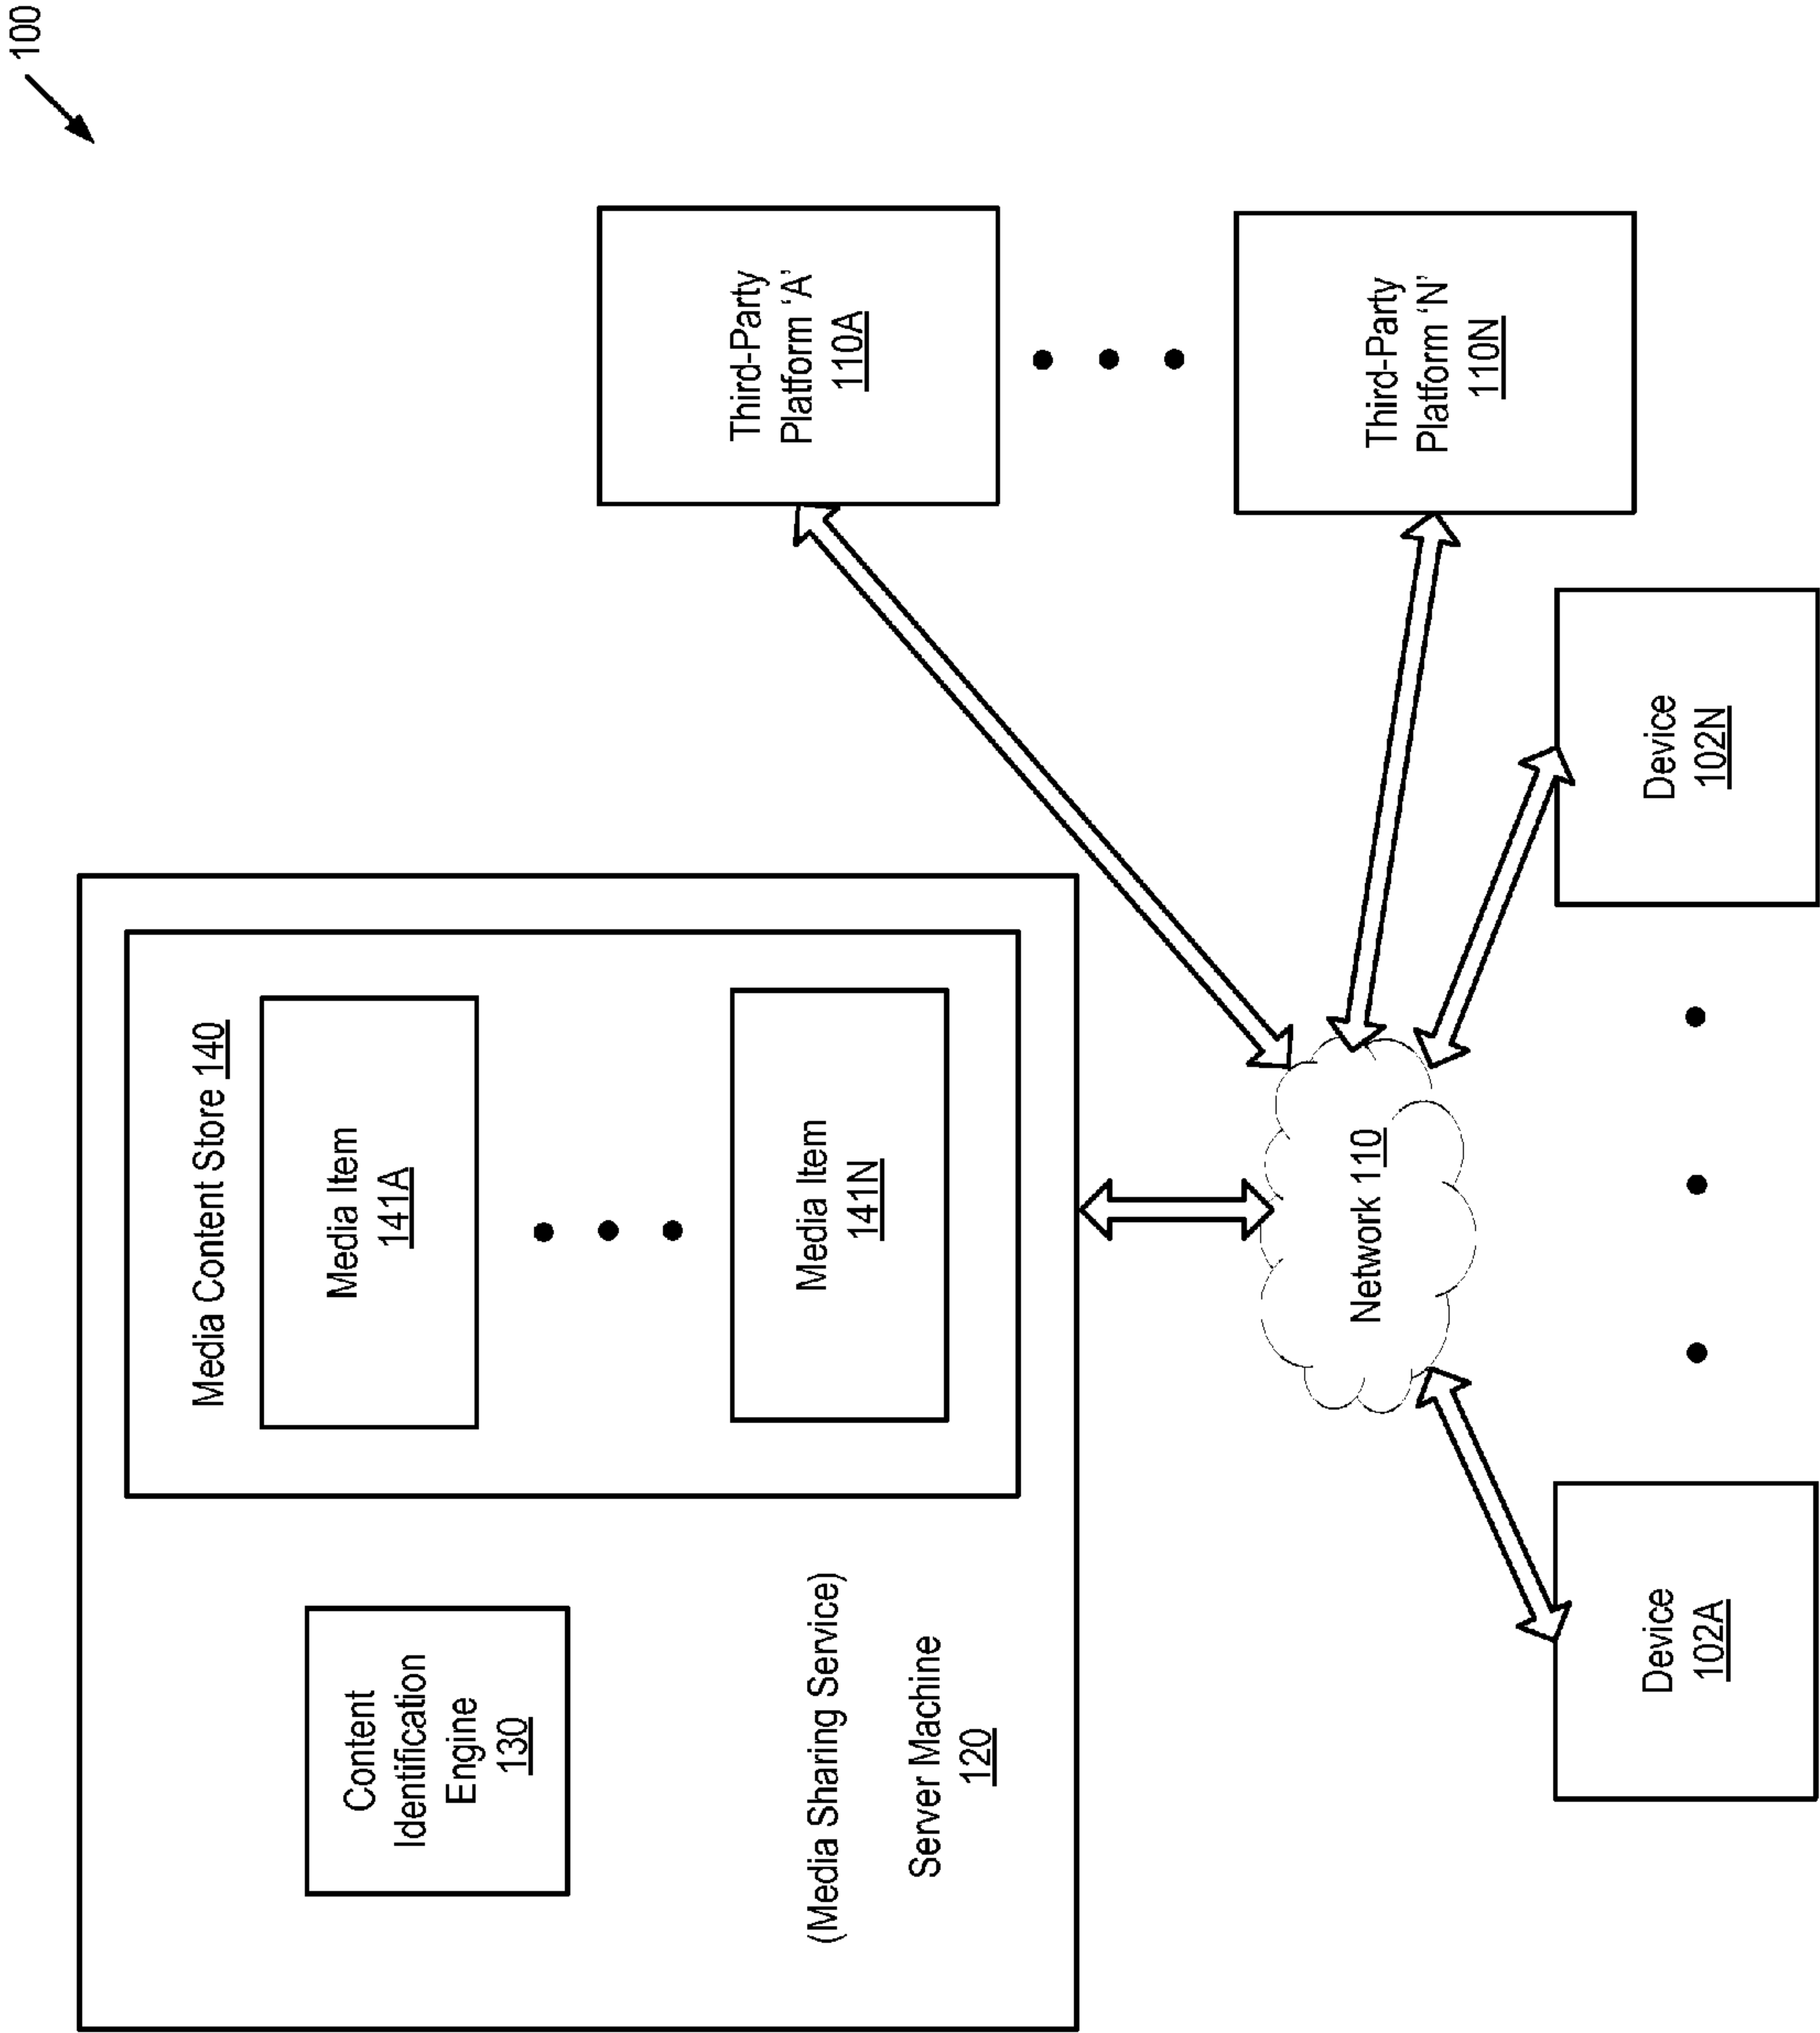 100
Content
Identification
Engine
130
(Media Sharing Service)
Server Machine
120
Media Content Store 140
Media Item
141A
Media Item
141N
Third-Party
Platform ‘A’
110A
Third-Party
Platform ‘N’
110N
Network 110
Device
102A
Device
102N